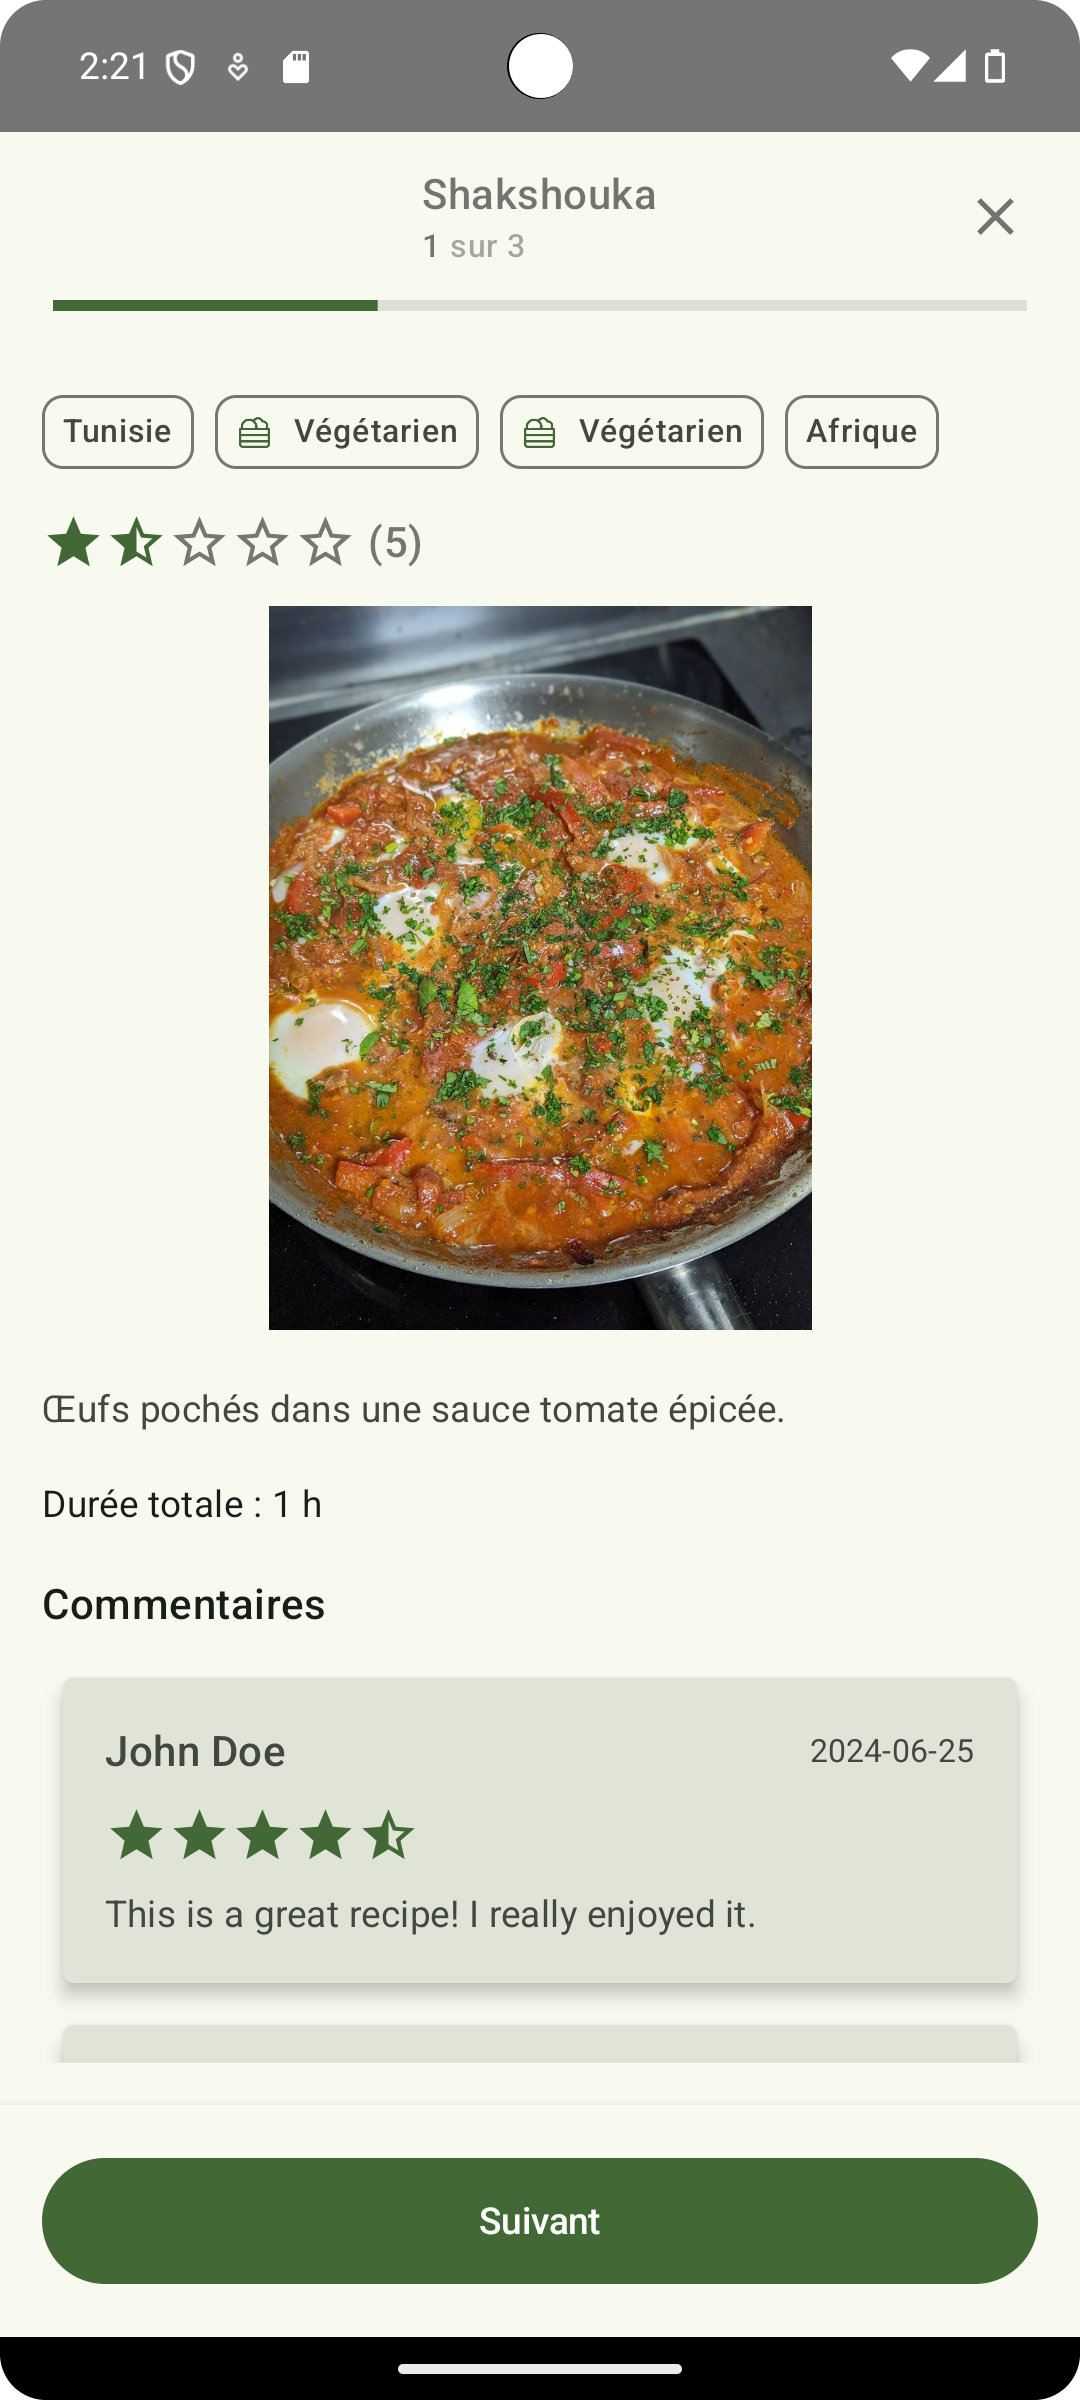 2:21
Shakshouka
1 sur 3
Tunisie
Végétarien
Végétarien
Afrique
(5)
Œufs pochés dans une sauce tomate épicée.
Durée totale : 1 h
Commentaires
John Doe
2024-06-25
This is a great recipe! I really enjoyed it.
Suivant